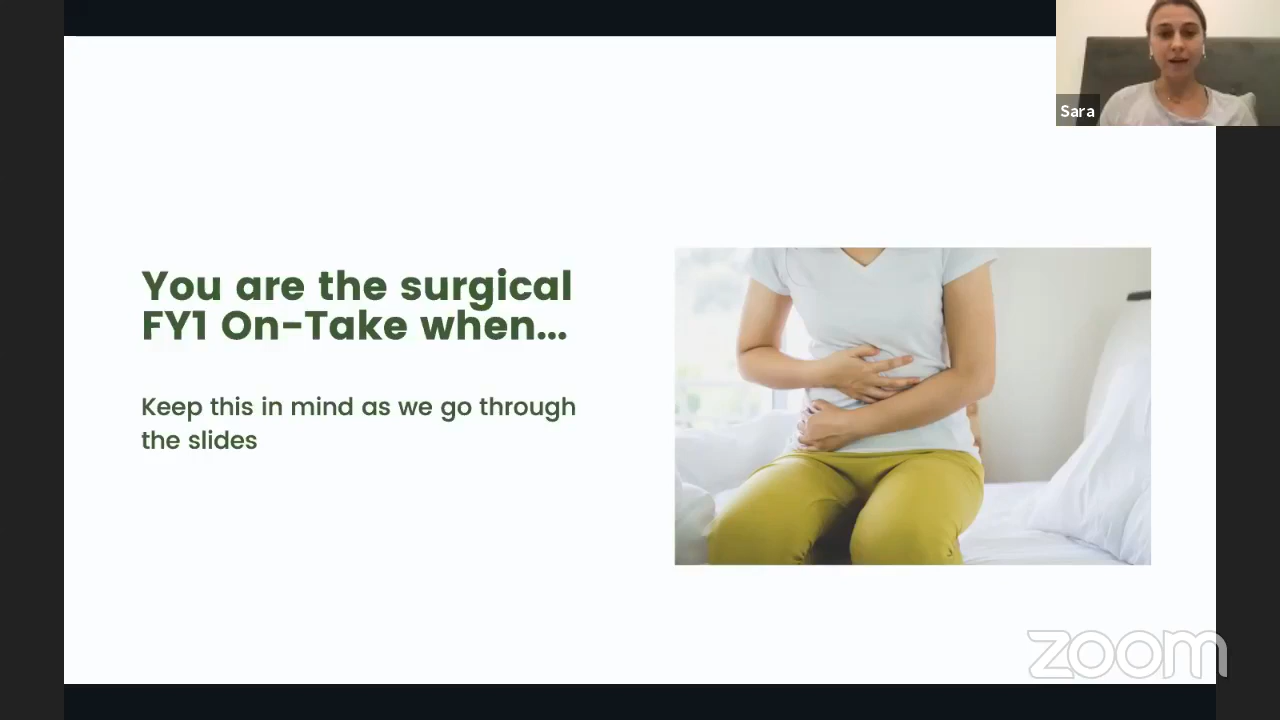 Sara
You are the surgical
FY1 On-Take when...
Keep this in mind as we go through
the slides
zoom